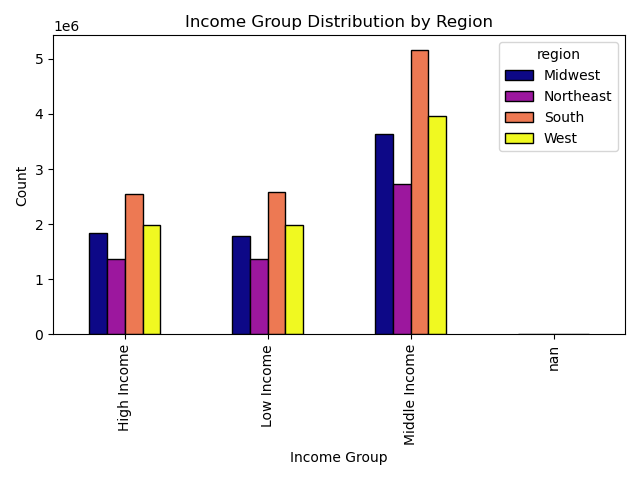 Income Group Distribution by Region
1e6
region
Midwest
Northeast
South
West
5
4
3
2
1
0
Count
High Income
Low Income
Middle Income
nan
Income Group